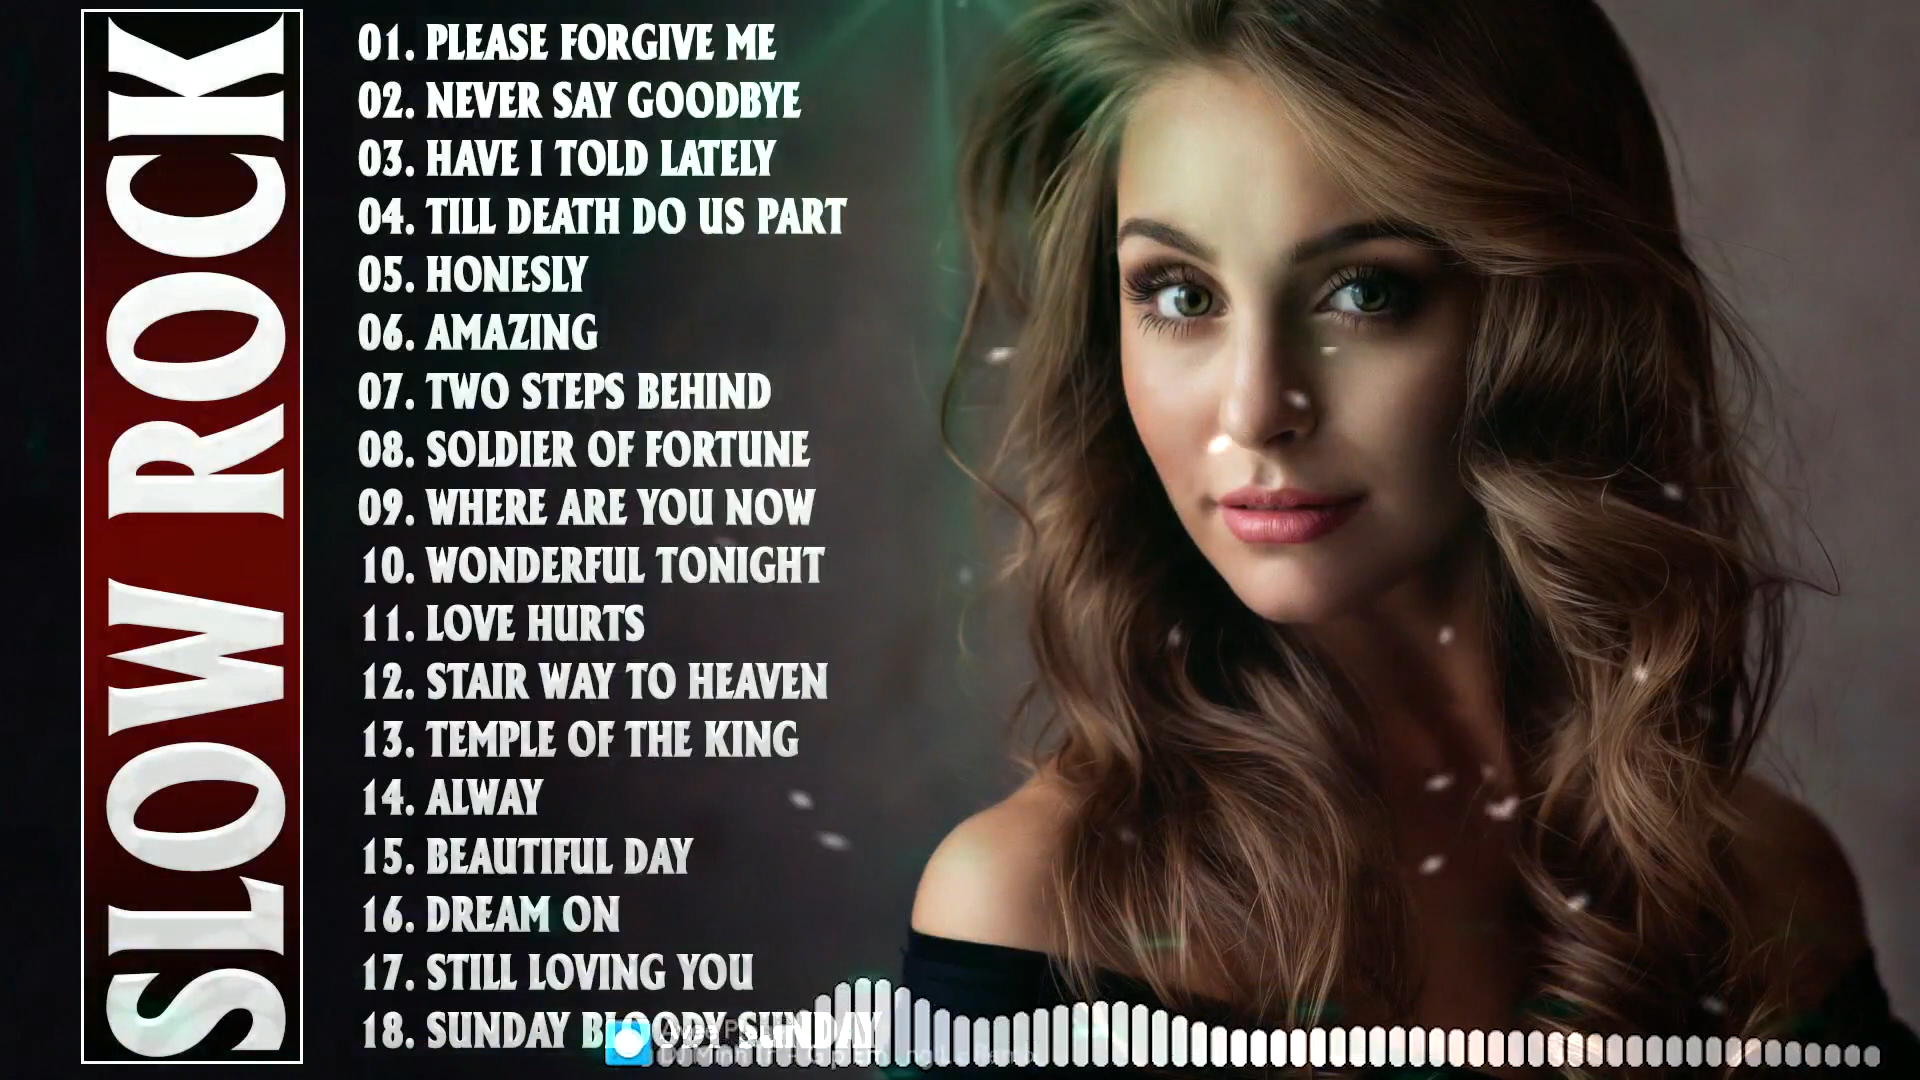 SLOW ROCK
01. PLEASE FORGIVE ME
02. NEVER SAY GOODBYE
03. HAVE I TOLD LATELY
04. TILL DEATH DO US PART
05. HONESLY
06. AMAZING
07. TWO STEPS BEHIND
08. SOLDIER OF FORTUNE
09. WHERE ARE YOU NOW
10. WONDERFUL TONIGHT
11. LOVE HURTS
12. STAIR WAY TO HEAVEN
13. TEMPLE OF THE KING
14. ALWAY
15. BEAUTIFUL DAY
16. DREAM ON
17. STILL LOVING YOU
18. SUNDAY BLOODY SUNDAY